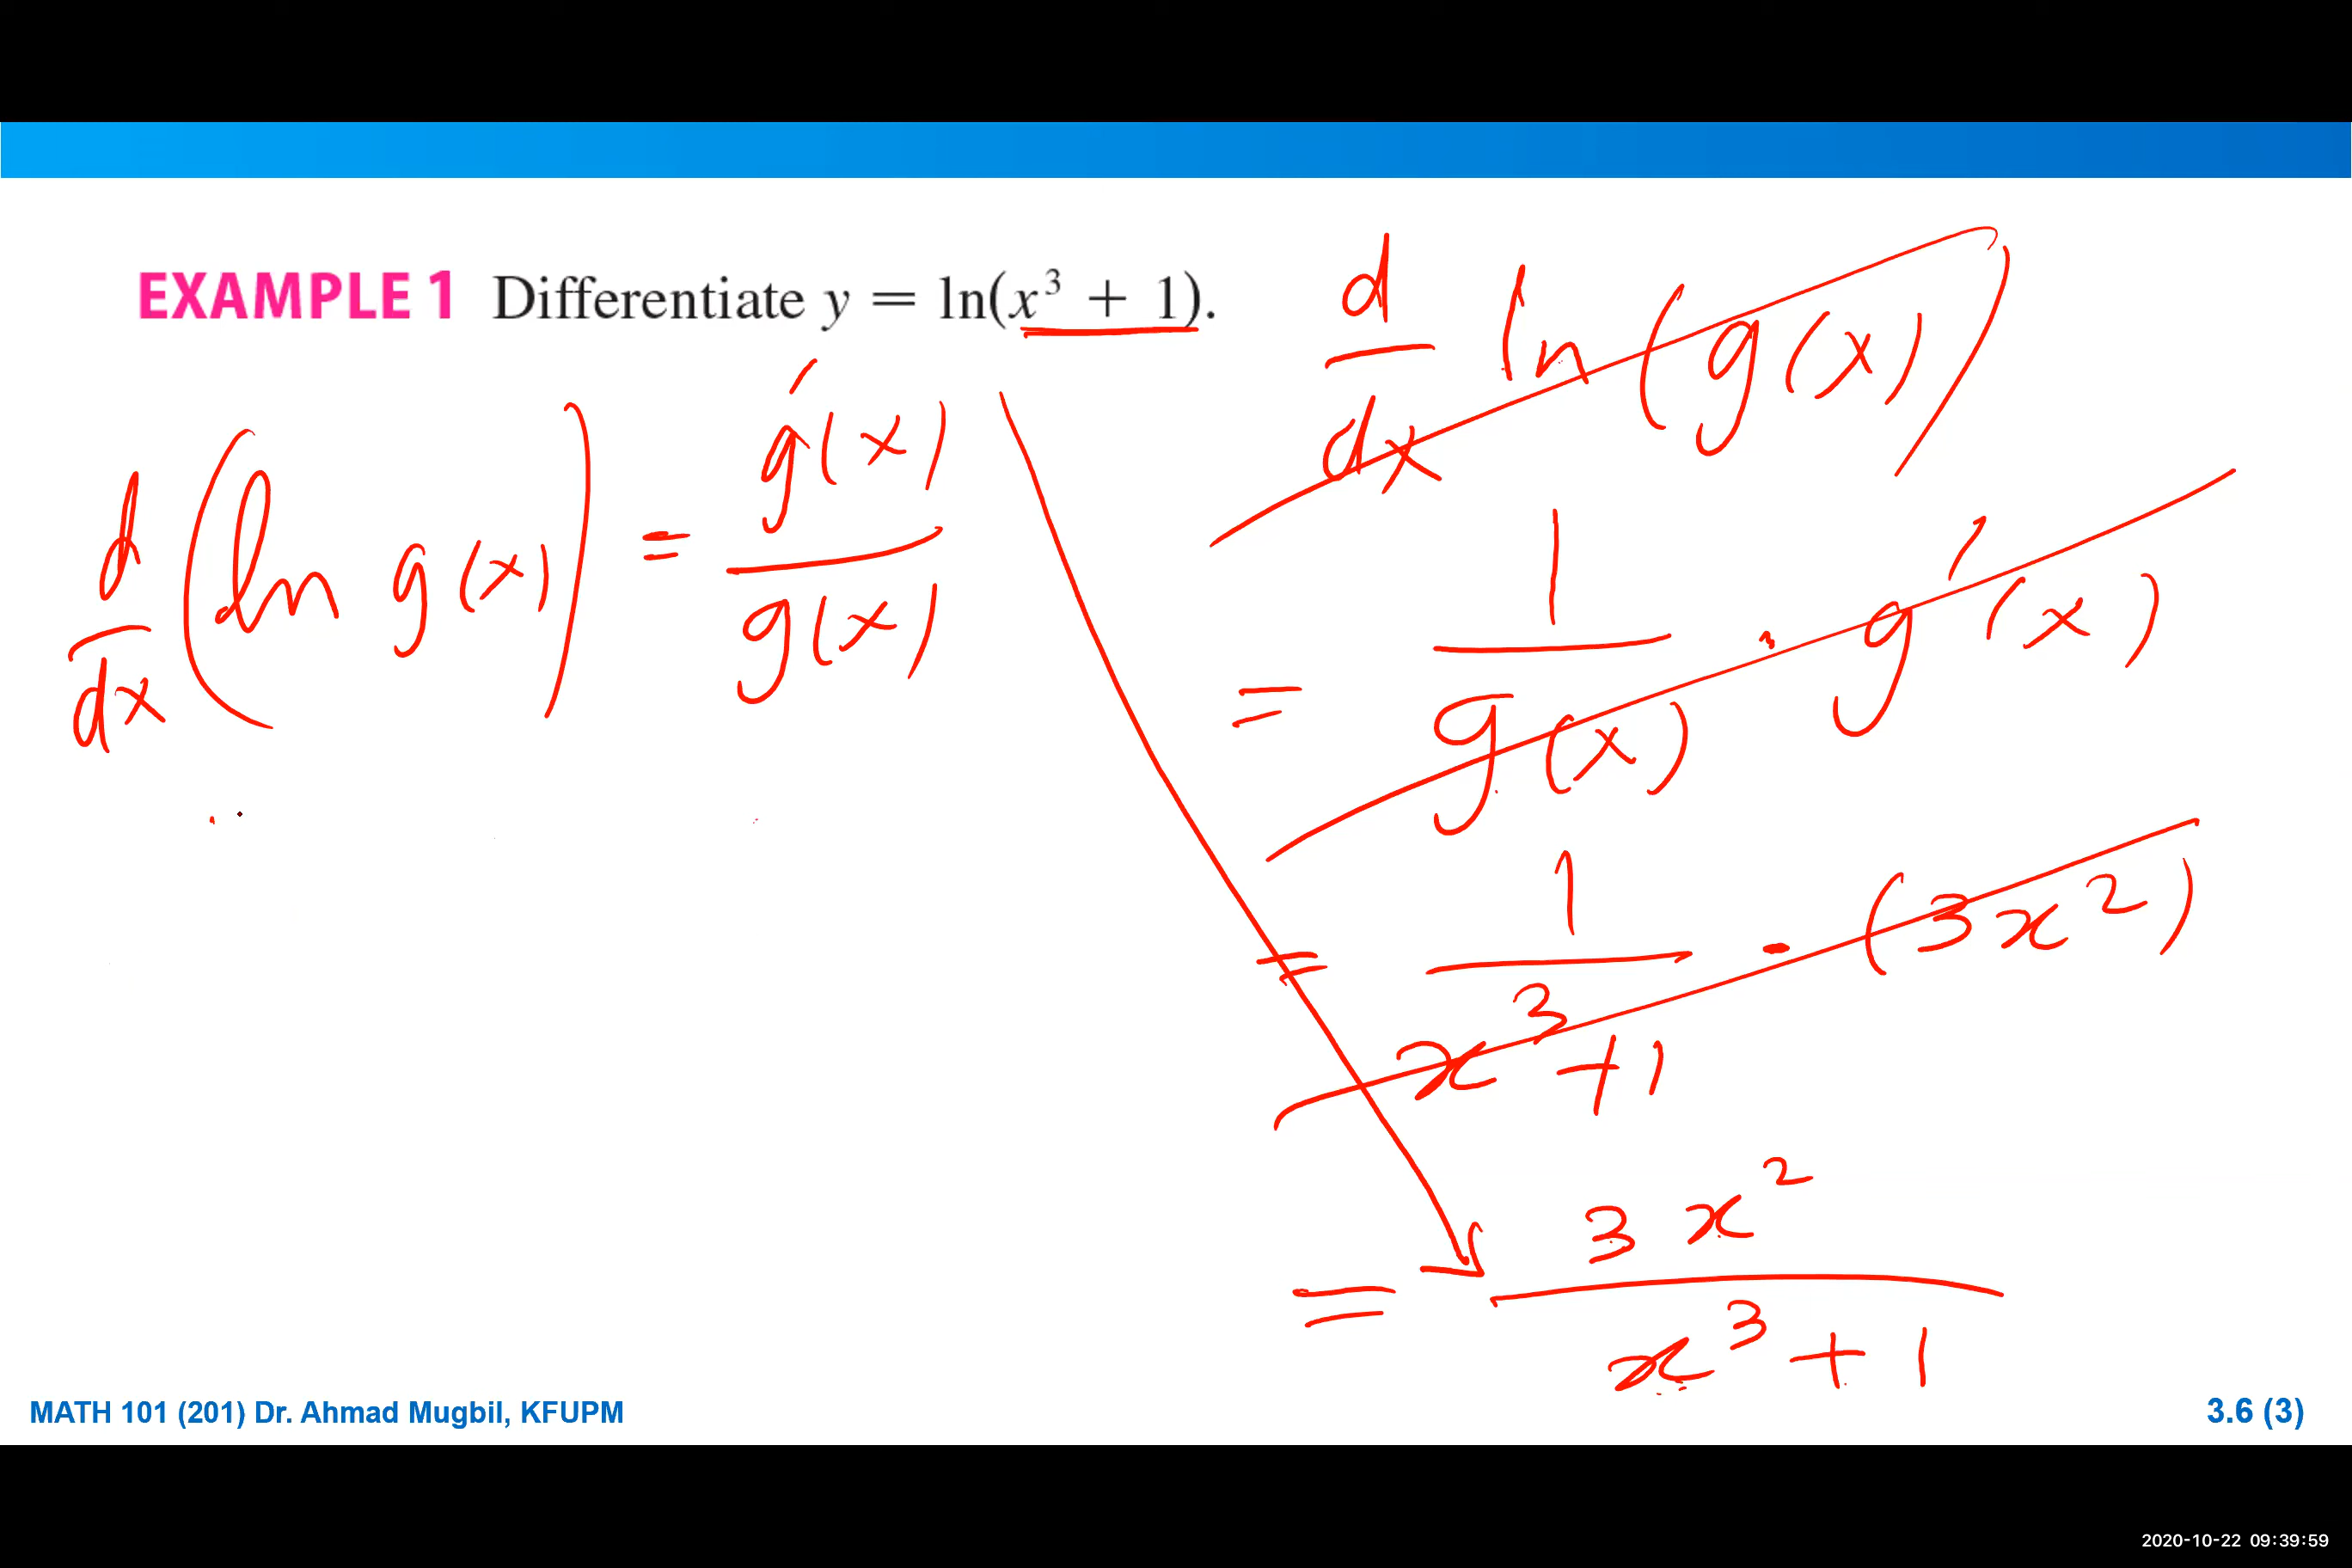 EXAMPLE 1 Differentiate y = ln(x³ + 1).
d/dx (ln g(x)) = g′(x)/g(x)
d/dx ln(g(x))
= 1/g(x) · g′(x)
= 1/x³+1 · (3x²)
= 3x²/x³+1
MATH 101 (201) Dr. Ahmad Mugbil, KFUPM
3.6 (3)
2020-10-22 09:39:59